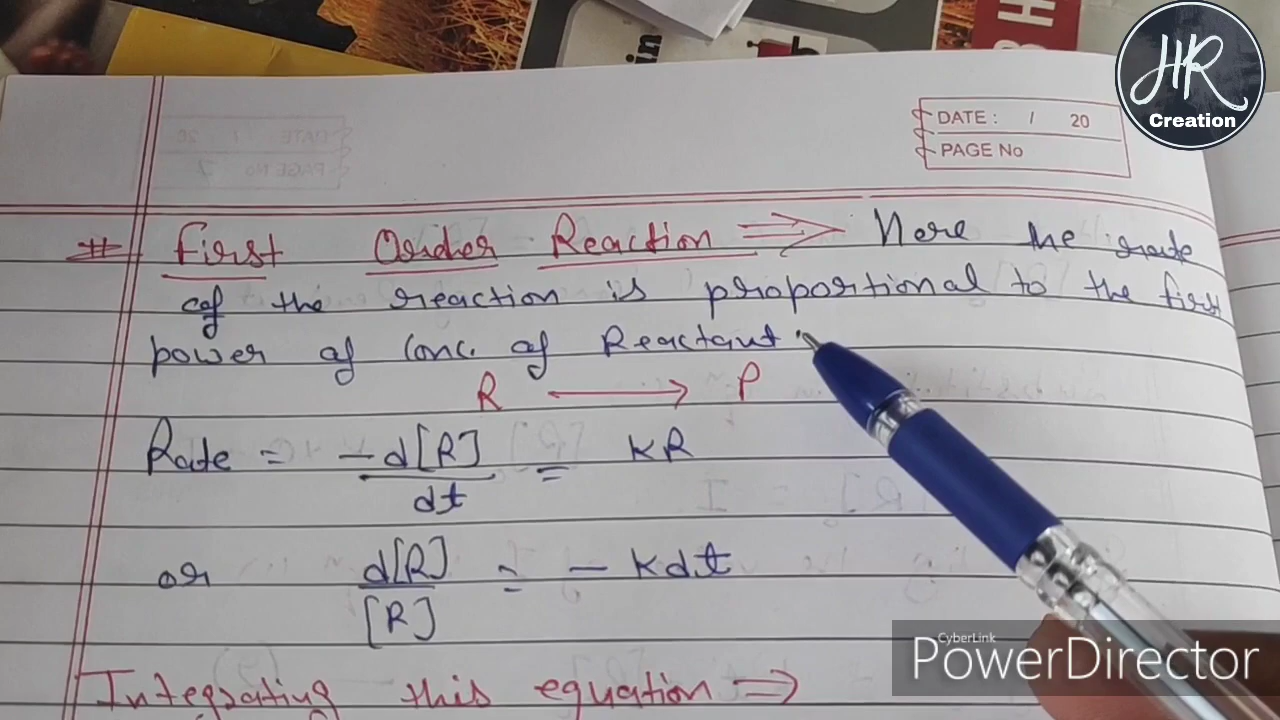 HR
Creation
DATE : / 20
PAGE No
# First Order Reaction ⟹ Here the rate
of the reaction is proportional to the first
power of Conc. of Reactant.
R ⟶ P
Rate = -d[R]/dt = KR
or d[R]/[R] = - Kdt
Integrating this equation ⇒
CyberLink
PowerDirector